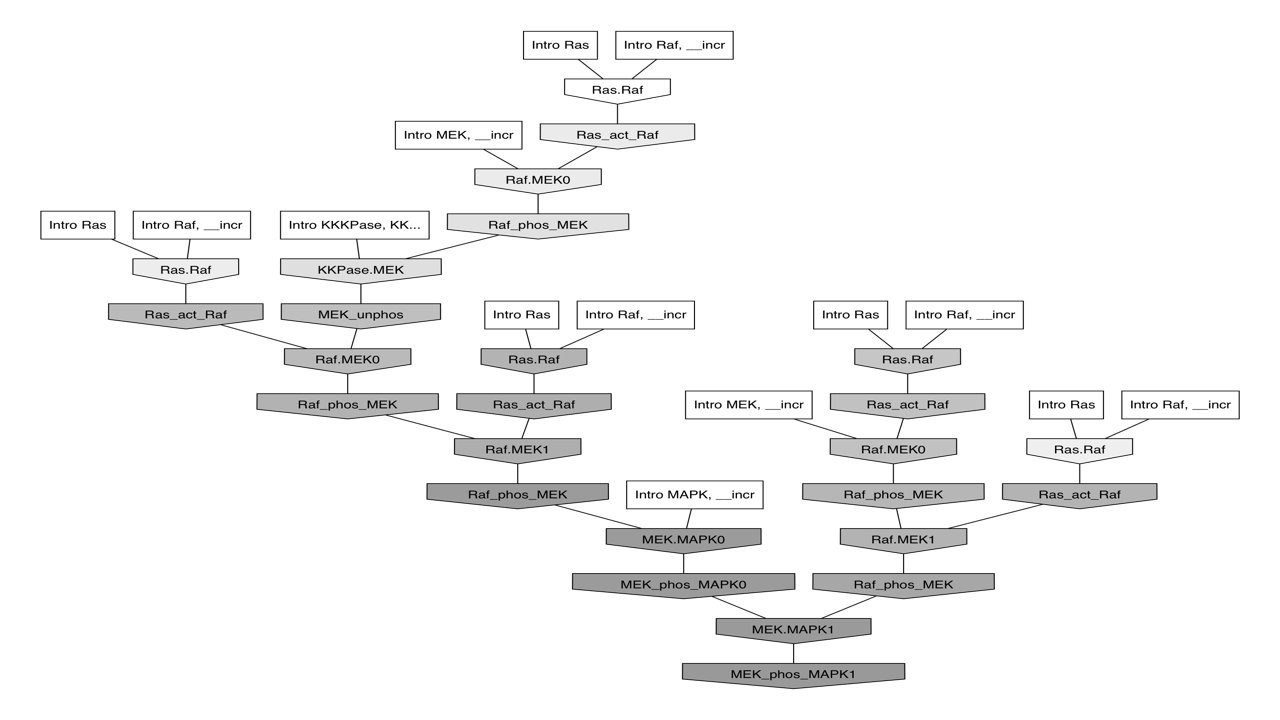 Intro Ras
Intro Raf, __incr
Ras.Raf
Intro MEK, __incr
Ras_act_Raf
Raf.MEK0
Intro Ras
Intro Raf, __incr
Intro KKKPase, KK...
Raf_phos_MEK
Ras.Raf
KKPase.MEK
Ras_act_Raf
MEK_unphos
Intro Ras
Intro Raf, __incr
Intro Ras
Intro Raf, __incr
Raf.MEK0
Ras.Raf
Ras.Raf
Raf_phos_MEK
Ras_act_Raf
Intro MEK, __incr
Ras_act_Raf
Intro Ras
Intro Raf, __incr
Raf.MEK1
Raf.MEK0
Ras.Raf
Raf_phos_MEK
Intro MAPK, __incr
Raf_phos_MEK
Ras_act_Raf
MEK.MAPK0
Raf.MEK1
MEK_phos_MAPK0
Raf_phos_MEK
MEK.MAPK1
MEK_phos_MAPK1